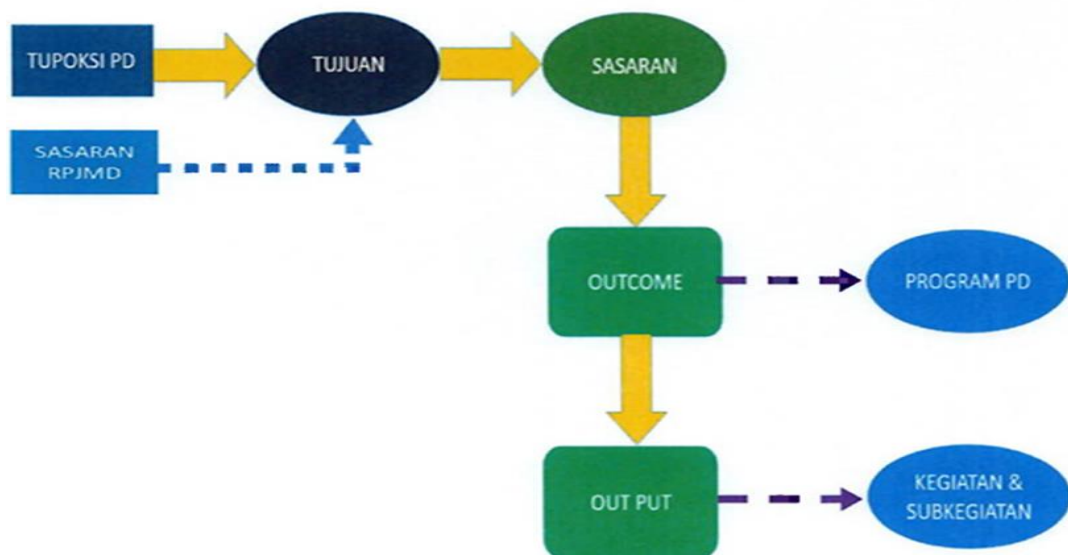 TUPOKSI PD
TUJUAN
SASARAN
SASARAN
RPJMD
OUTCOME
PROGRAM PD
OUT PUT
KEGIATAN &
SUBKEGIATAN